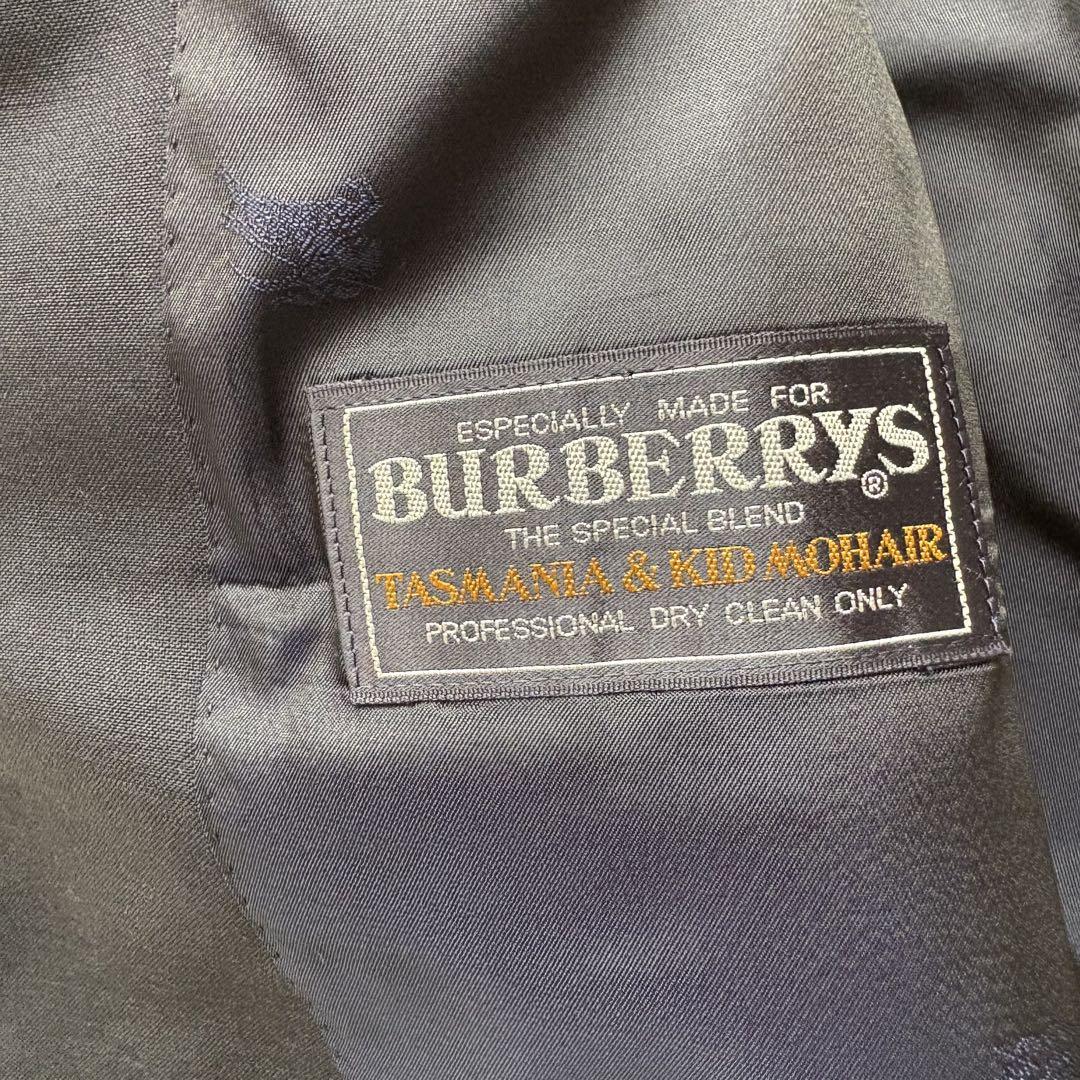 ESPECIALLY MADE FOR
BURBERRYS®
THE SPECIAL BLEND
TASMANIA & KID MOHAIR
PROFESSIONAL DRY CLEAN ONLY